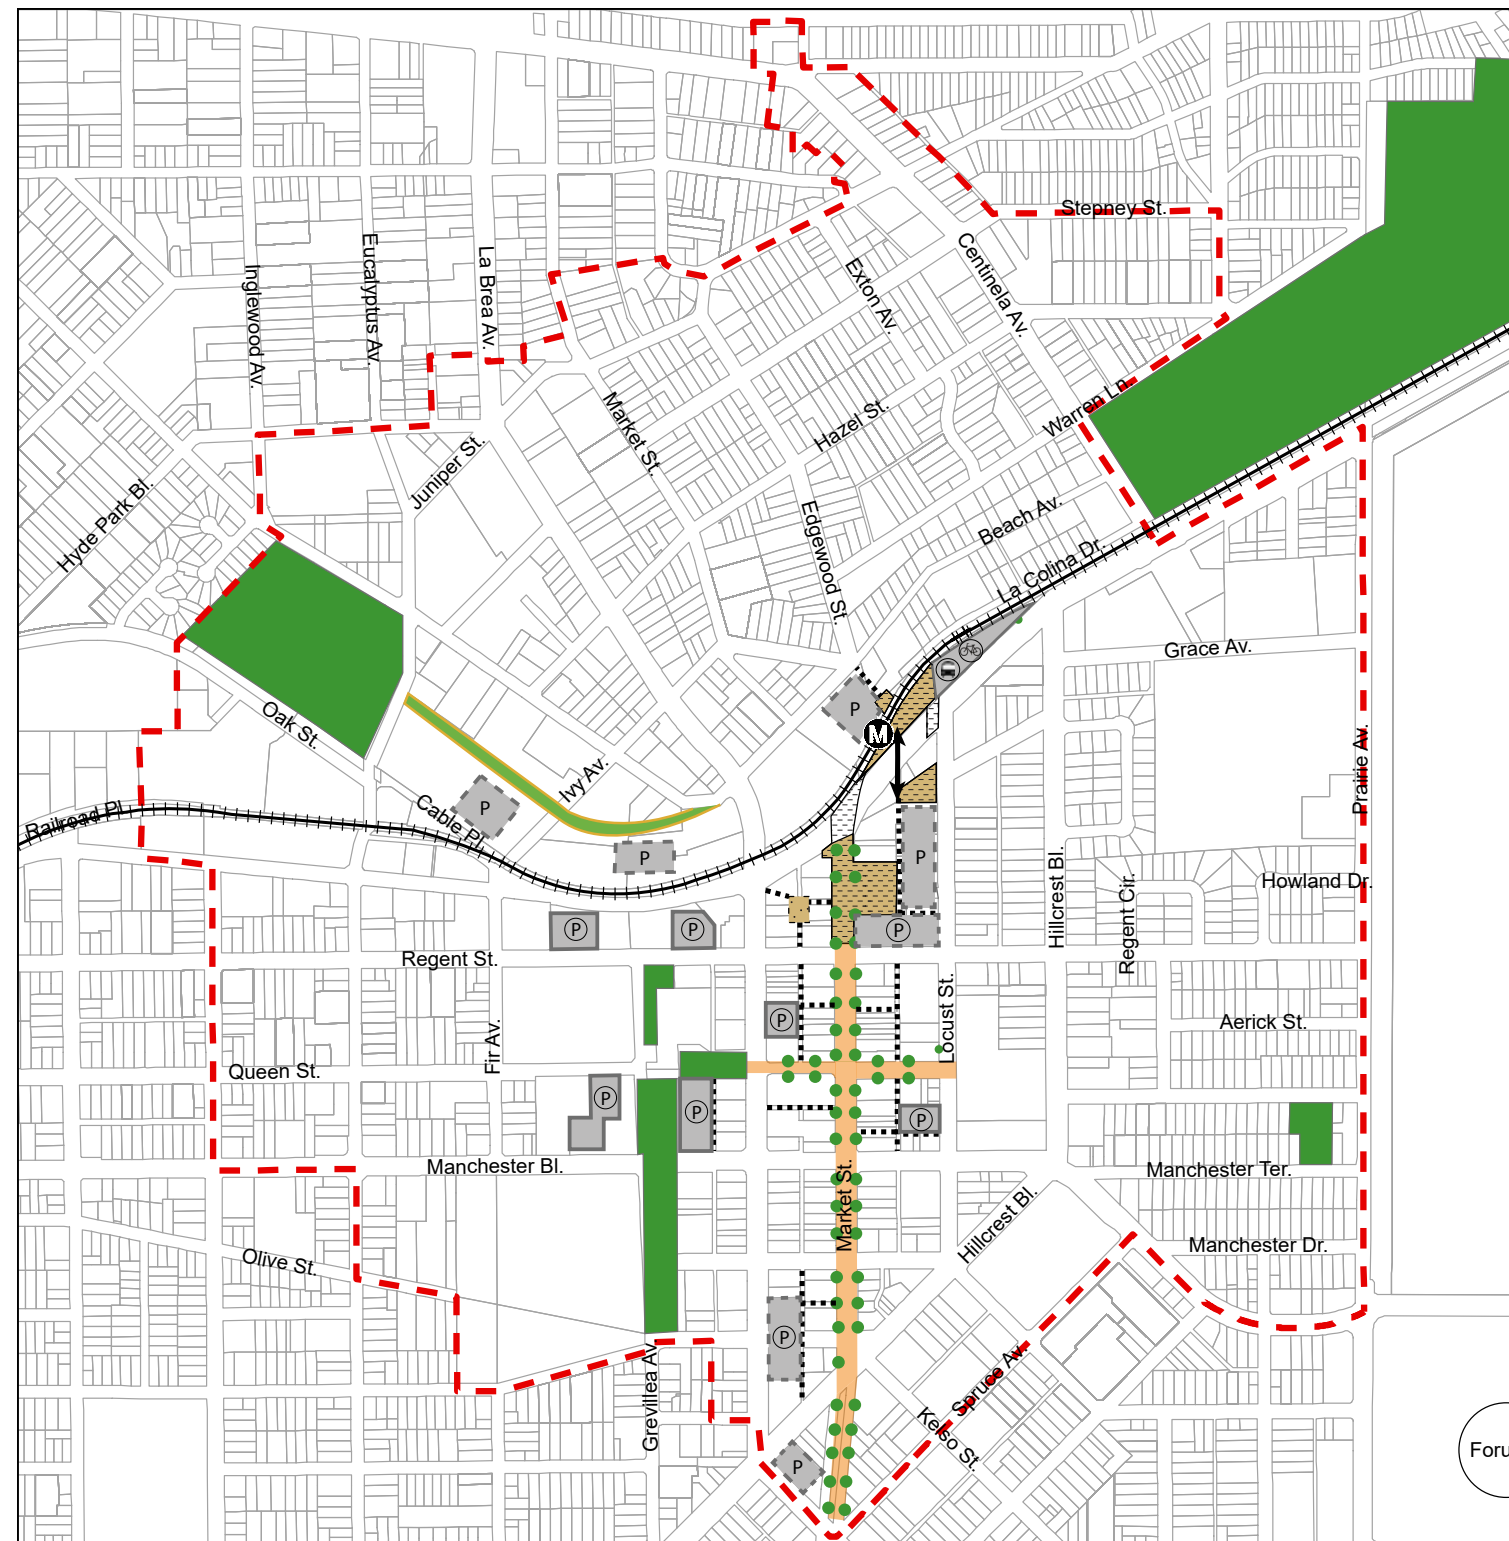 Stepney St.
Centinela Av.
Eucalyptus Av.
La Brea Av.
Inglewood Av.
Exton Av.
Warren Ln.
Market St.
Hazel St.
Juniper St.
Hyde Park Bl.
Edgewood St.
Beach Av.
La Colina Dr.
Grace Av.
Oak St.
P
M
Ivy Av.
Prairie Av.
Cable Pl.
P
Railroad Pl.
P
P
Hillcrest Bl.
Regent Cir.
Howland Dr.
P
P
P
Regent St.
Locust St.
P
Aerick St.
Fir Av.
Queen St.
P
P
P
Manchester Bl.
Manchester Ter.
Market St.
Hillcrest Bl.
Manchester Dr.
Olive St.
P
Grevillea Av.
Spruce Av.
Kelso St.
P
Foru